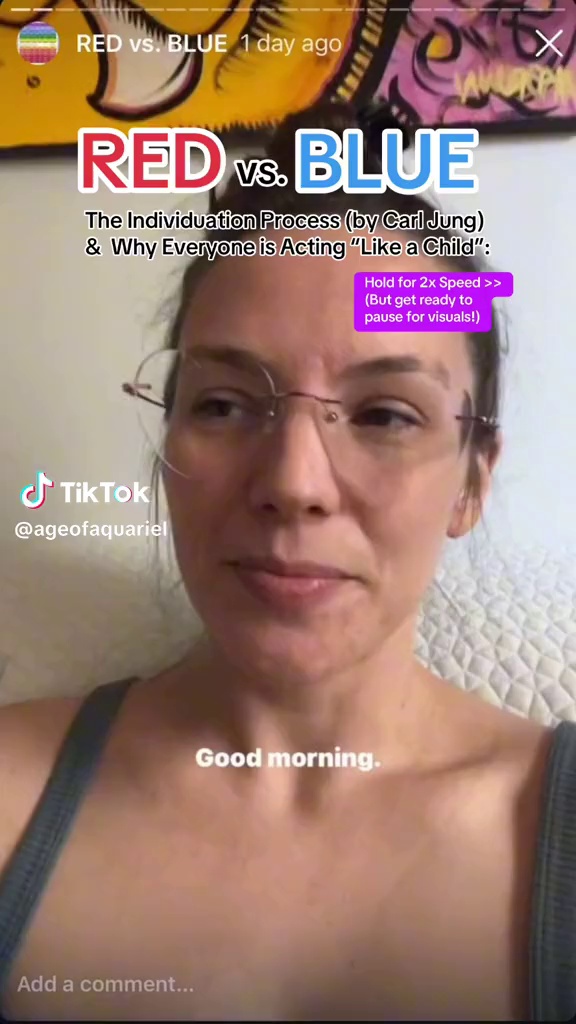 RED vs. BLUE 1 day ago
RED vs. BLUE
The Individuation Process (by Carl Jung)
& Why Everyone is Acting “Like a Child”:
Hold for 2x Speed >>
(But get ready to
pause for visuals!)
TikTok
@ageofaquariel
Good morning.
Add a comment...